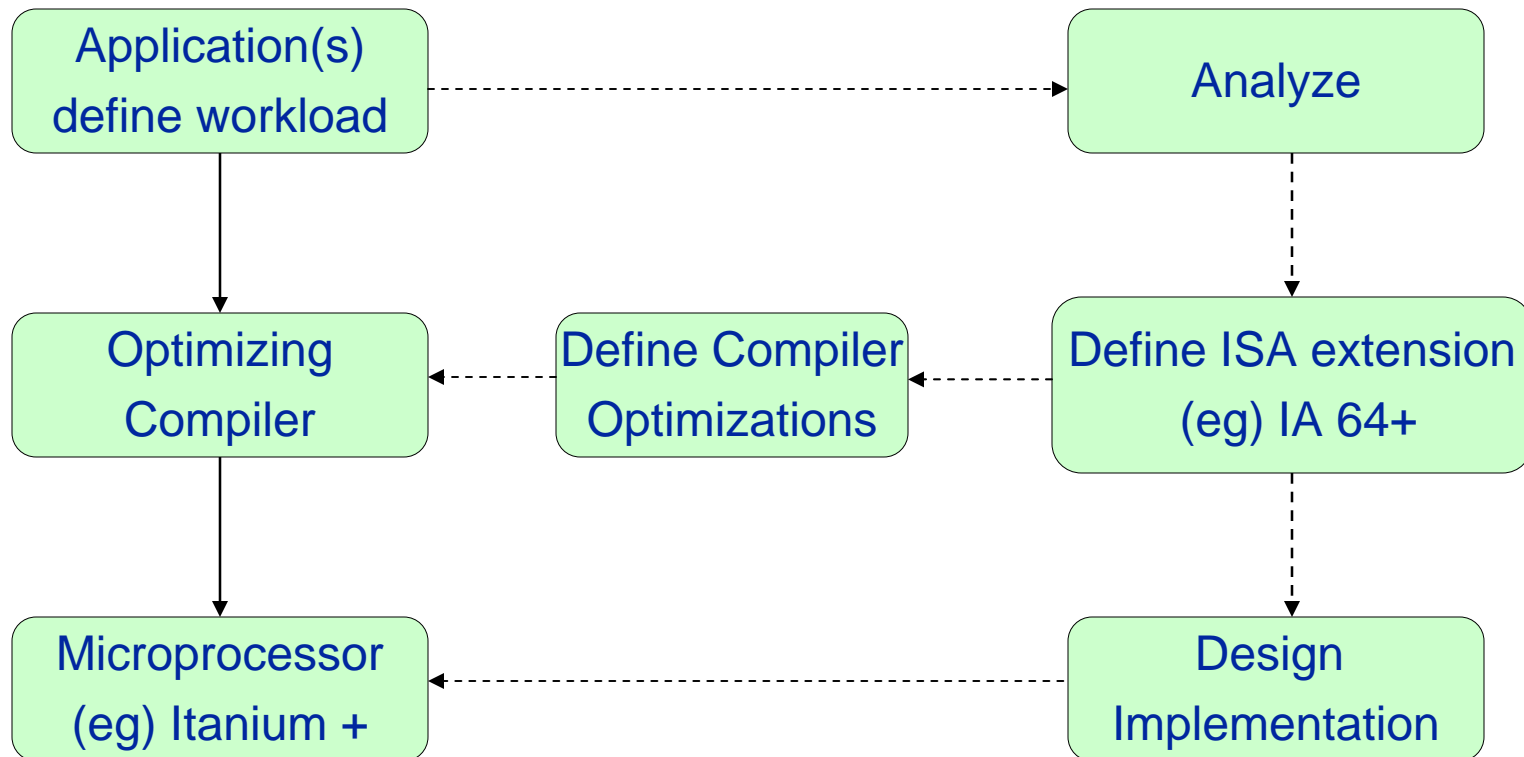 Application(s)
define workload
Analyze
Optimizing
Compiler
Define Compiler
Optimizations
Define ISA extension
(eg) IA 64+
Microprocessor
(eg) Itanium +
Design
Implementation